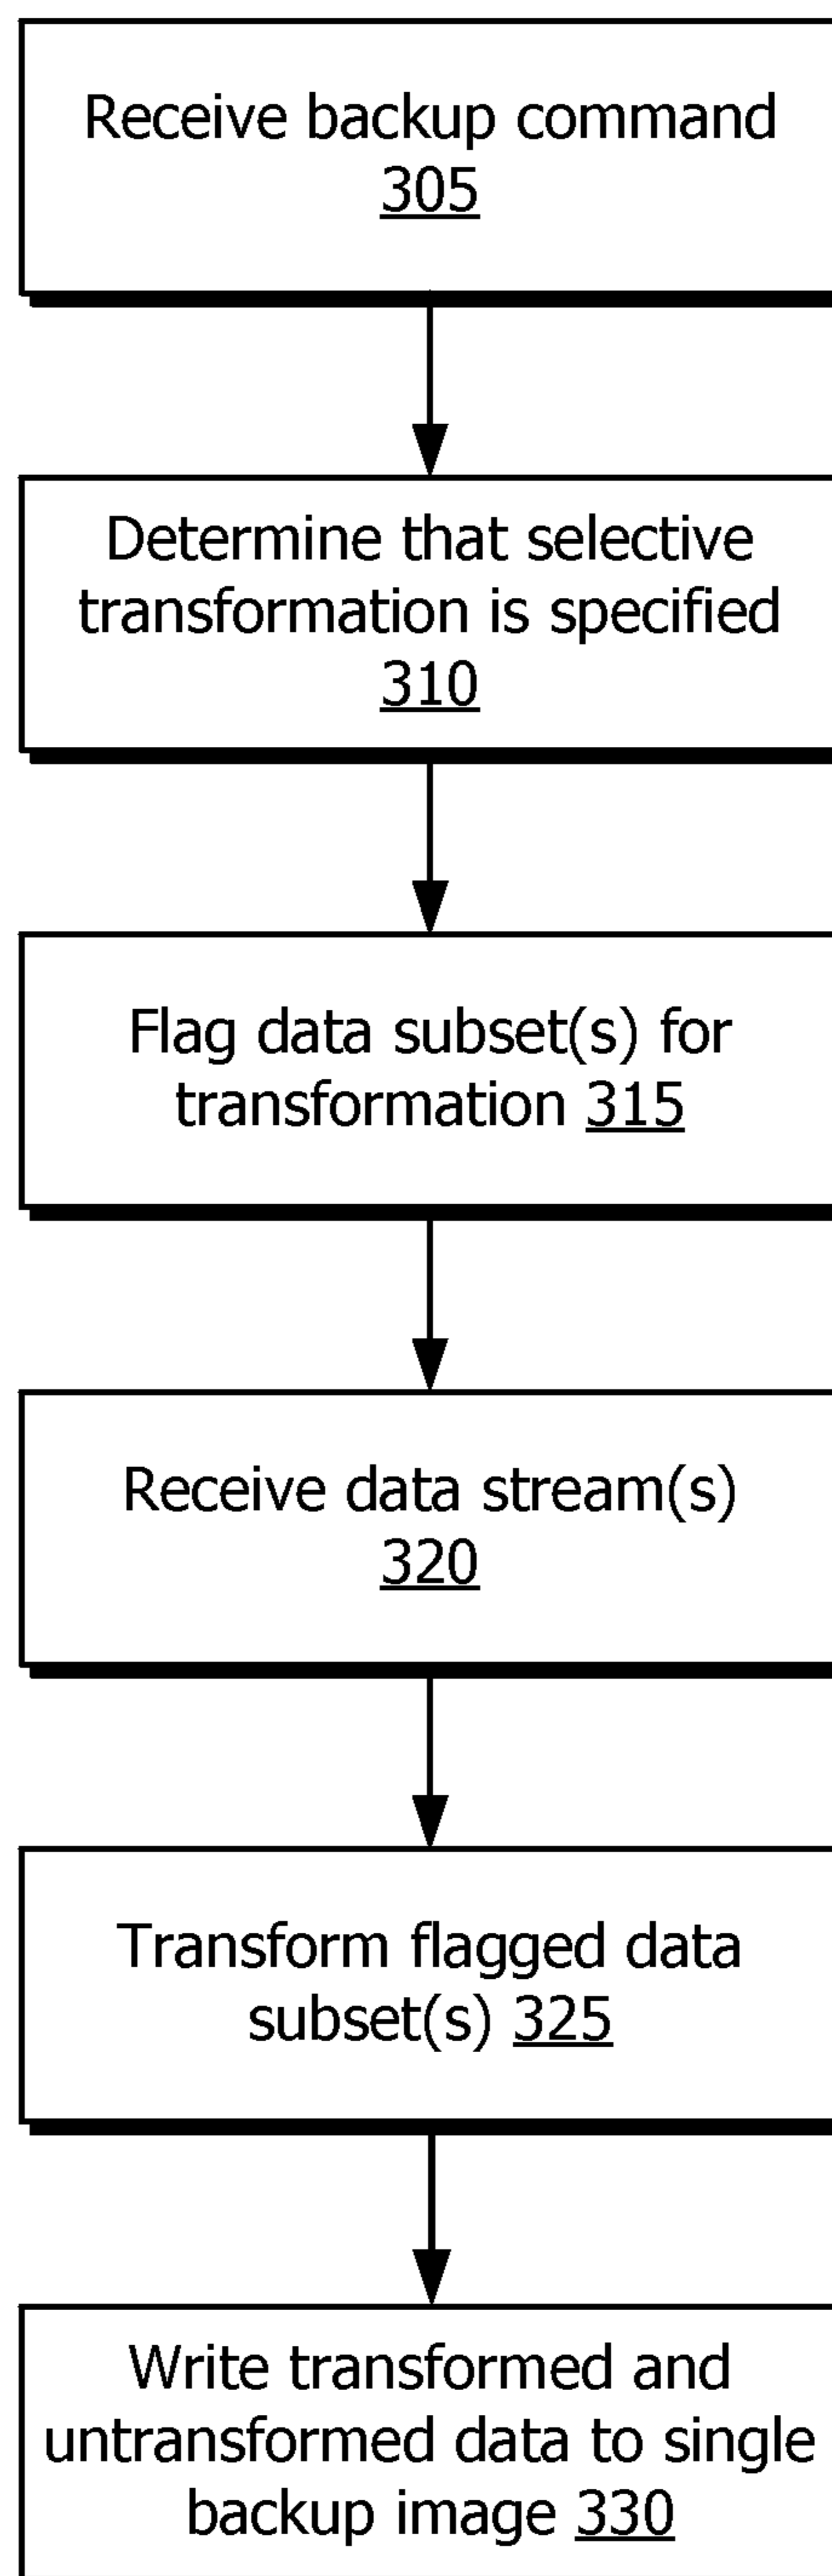 Receive backup command
305
Determine that selective
transformation is specified
310
Flag data subset(s) for
transformation 315
Receive data stream(s)
320
Transform flagged data
subset(s) 325
Write transformed and
untransformed data to single
backup image 330